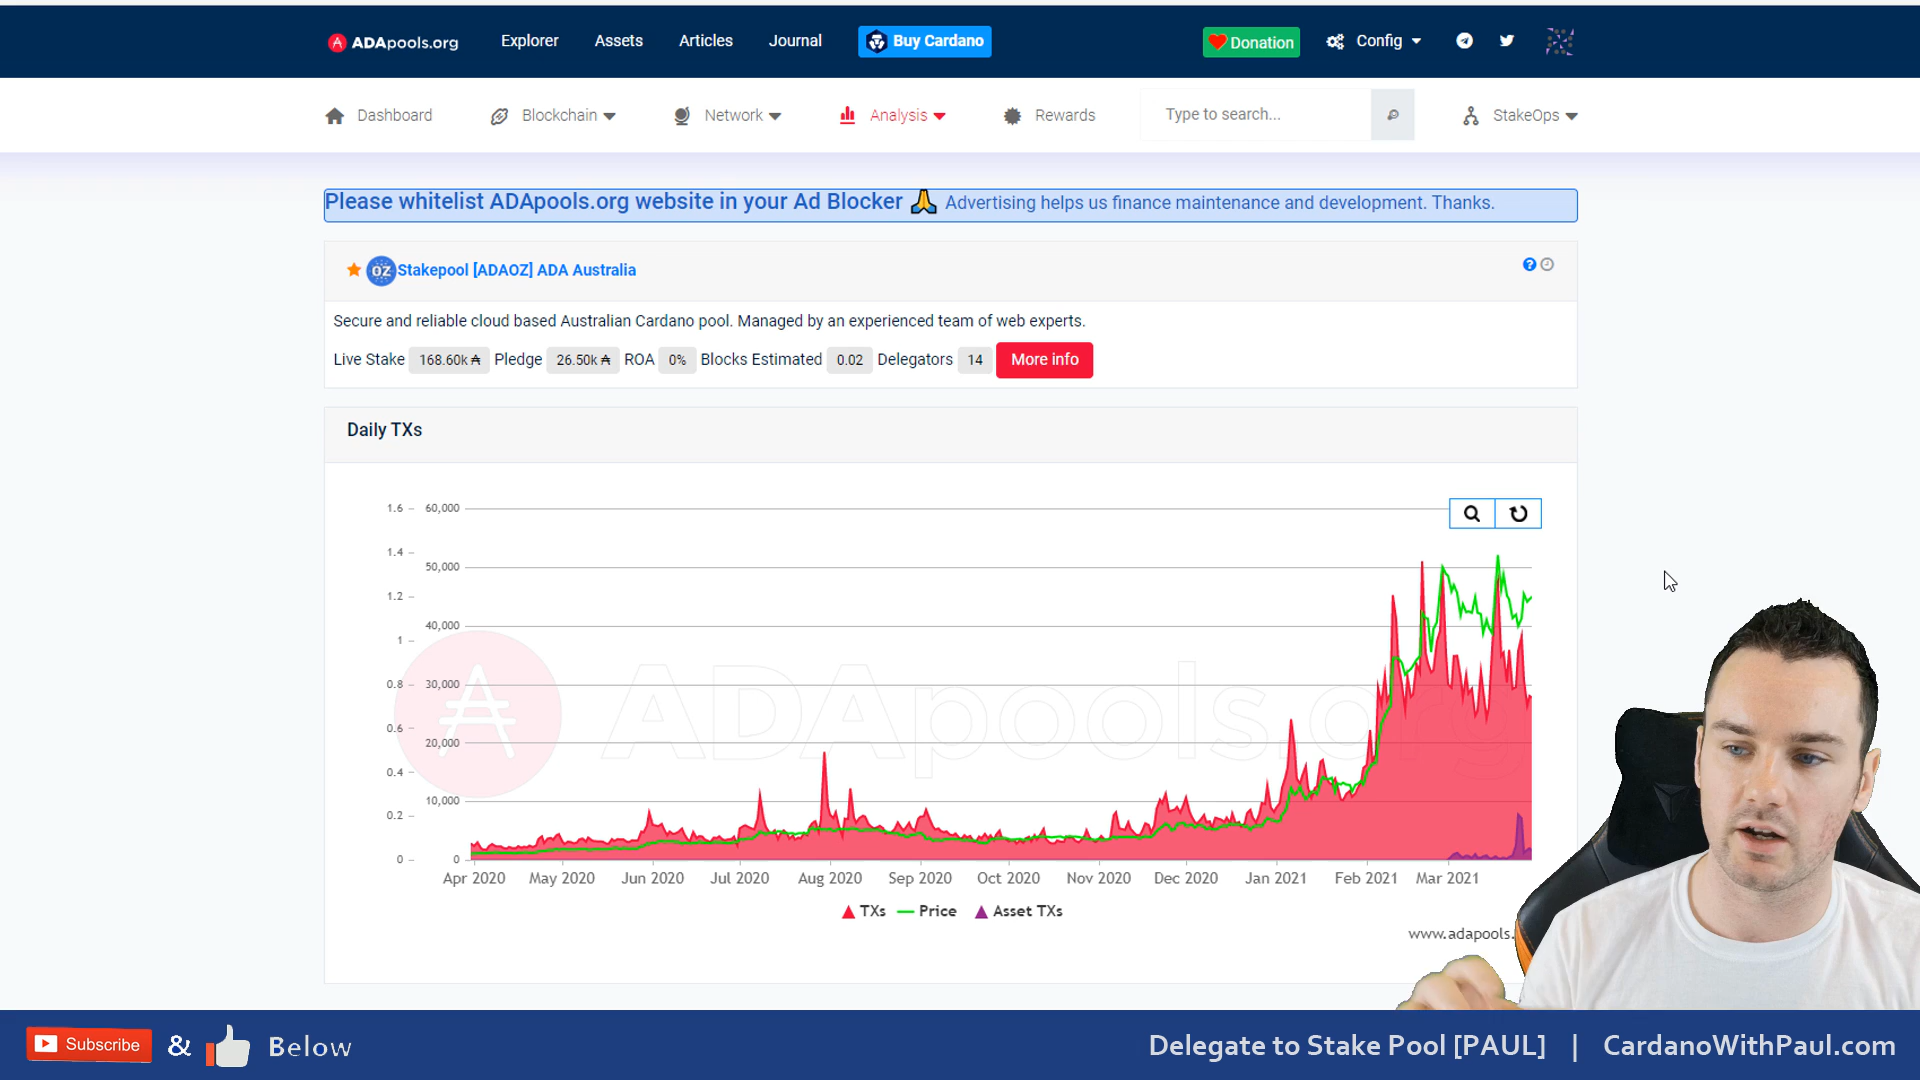 ADApools.org Explorer Assets Articles Journal Buy Cardano Donation Config
Dashboard Blockchain Network Analysis Rewards Type to search... StakeOps
Please whitelist ADApools.org website in your Ad Blocker 🙏 Advertising helps us finance maintenance and development. Thanks.
OZ Stakepool [ADAOZ] ADA Australia
Secure and reliable cloud based Australian Cardano pool. Managed by an experienced team of web experts.
Live Stake 168.60k ₳ Pledge 26.50k ₳ ROA 0% Blocks Estimated 0.02 Delegators 14 More info
Daily TXs
1.6 60,000
1.4
50,000
1.2
40,000
1
0.8 30,000
0.6
20,000
0.4
10,000
0.2
0 0
ADApools.org
Apr 2020 May 2020 Jun 2020 Jul 2020 Aug 2020 Sep 2020 Oct 2020 Nov 2020 Dec 2020 Jan 2021 Feb 2021 Mar 2021
TXs Price Asset TXs
www.adapools.
Subscribe & Below
Delegate to Stake Pool [PAUL] | CardanoWithPaul.com